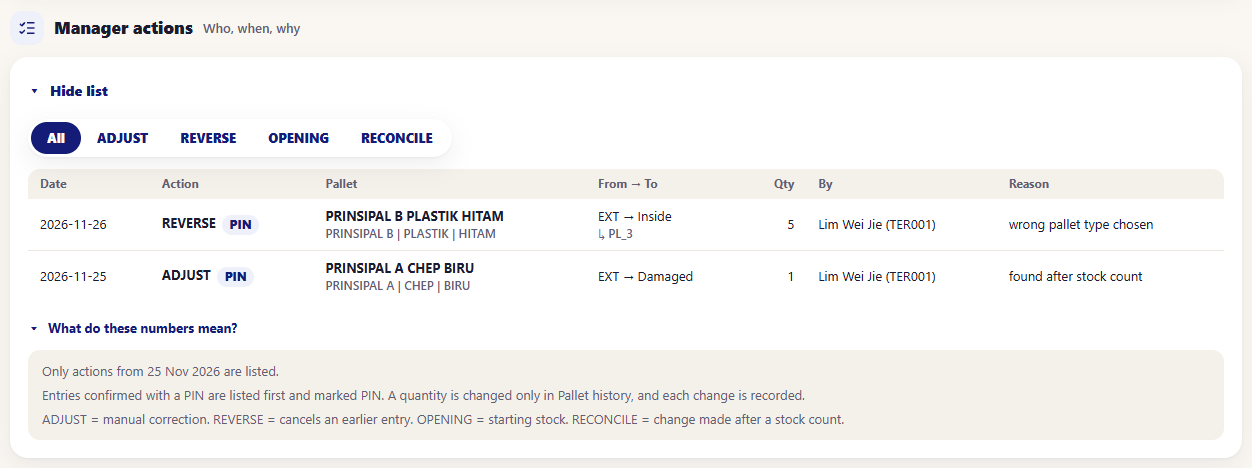 Manager actions Who, when, why
Hide list
All ADJUST REVERSE OPENING RECONCILE
Date Action Pallet From → To Qty By Reason
2026-11-26 REVERSE PIN PRINSIPAL B PLASTIK HITAM EXT → Inside 5 Lim Wei Jie (TER001) wrong pallet type chosen
PRINSIPAL B | PLASTIK | HITAM ↳ PL_3
2026-11-25 ADJUST PIN PRINSIPAL A CHEP BIRU EXT → Damaged 1 Lim Wei Jie (TER001) found after stock count
PRINSIPAL A | CHEP | BIRU
What do these numbers mean?
Only actions from 25 Nov 2026 are listed.
Entries confirmed with a PIN are listed first and marked PIN. A quantity is changed only in Pallet history, and each change is recorded.
ADJUST = manual correction. REVERSE = cancels an earlier entry. OPENING = starting stock. RECONCILE = change made after a stock count.